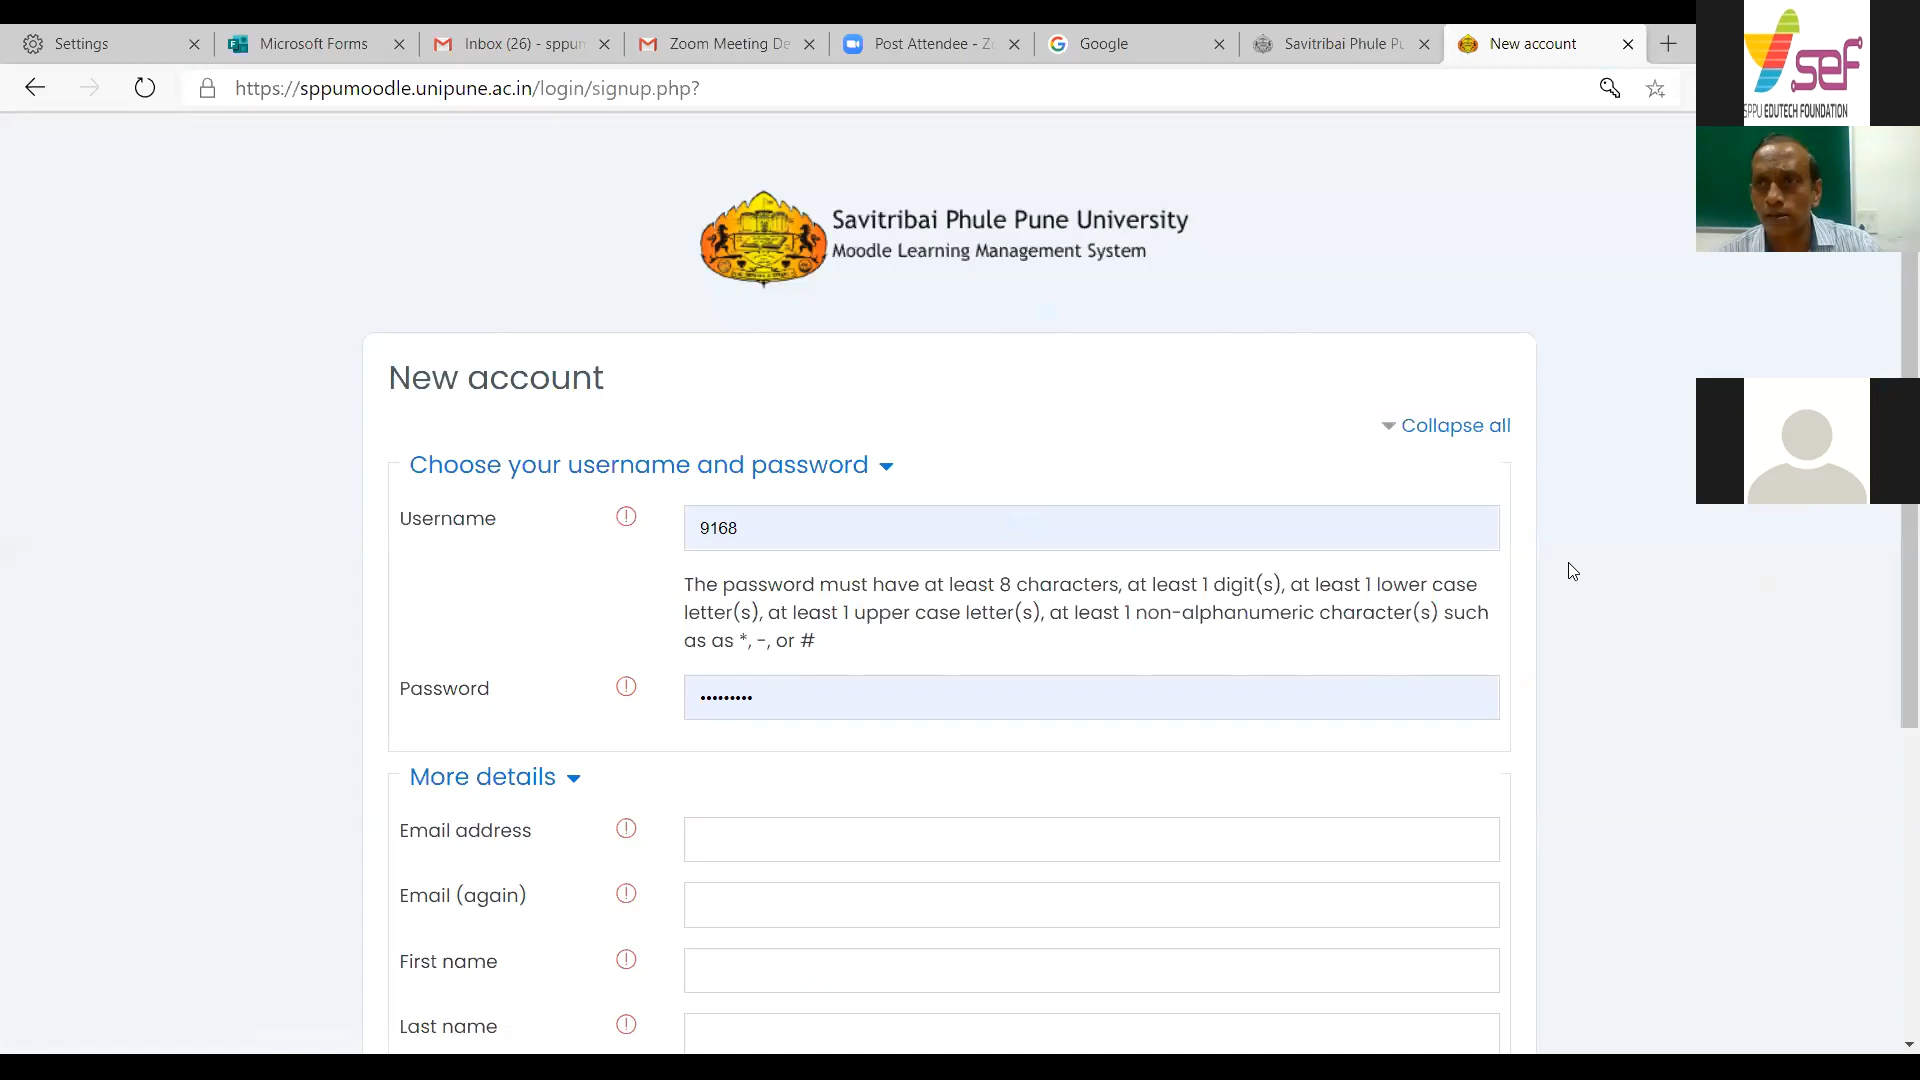 Settings
Microsoft Forms
Inbox (26) - sppu
Zoom Meeting De
Post Attendee - Z
Google
Savitribai Phule Pu
New account
https://sppumoodle.unipune.ac.in/login/signup.php?
sef
SPPU EDUTECH FOUNDATION
Savitribai Phule Pune University
Moodle Learning Management System
New account
Collapse all
Choose your username and password
Username
9168
The password must have at least 8 characters, at least 1 digit(s), at least 1 lower case
letter(s), at least 1 upper case letter(s), at least 1 non-alphanumeric character(s) such
as as *, -, or #
Password
•••••••••
More details
Email address
Email (again)
First name
Last name